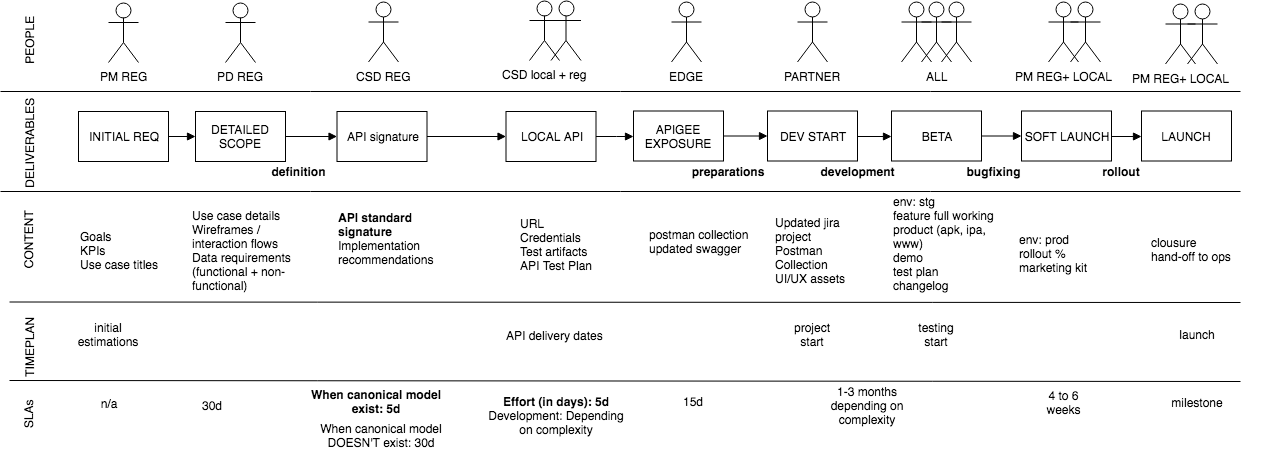 PEOPLE
PM REG
PD REG
CSD REG
CSD local + reg
EDGE
PARTNER
ALL
PM REG+ LOCAL
PM REG+ LOCAL
DELIVERABLES
INITIAL REQ
DETAILED
SCOPE
API signature
LOCAL API
APIGEE
EXPOSURE
DEV START
BETA
SOFT LAUNCH
LAUNCH
definition
preparations
development
bugfixing
rollout
CONTENT
Goals
KPIs
Use case titles
Use case details
Wireframes /
interaction flows
Data requirements
(functional + non-
functional)
API standard
signature
Implementation
recommendations
URL
Credentials
Test artifacts
API Test Plan
postman collection
updated swagger
Updated jira
project
Postman
Collection
UI/UX assets
env: stg
feature full working
product (apk, ipa,
www)
demo
test plan
changelog
env: prod
rollout %
marketing kit
clousure
hand-off to ops
TIMEPLAN
initial
estimations
API delivery dates
project
start
testing
start
launch
SLAs
n/a
30d
When canonical model
exist: 5d
When canonical model
DOESN'T exist: 30d
Effort (in days): 5d
Development: Depending
on complexity
15d
1-3 months
depending on
complexity
4 to 6
weeks
milestone